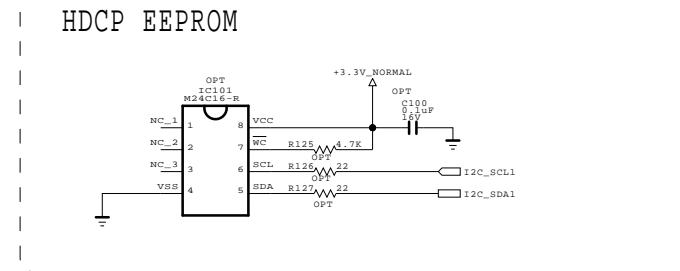 HDCP EEPROM
+3.3V_NORMAL
OPT
IC101
M24C16-R
OPT
C100
0.1uF
16V
NC_1 1 8 VCC
NC_2 2 7 WC R125 4.7K
OPT
NC_3 3 6 SCL R126 22 I2C_SCL1
OPT
VSS 4 5 SDA R127 22 I2C_SDA1
OPT